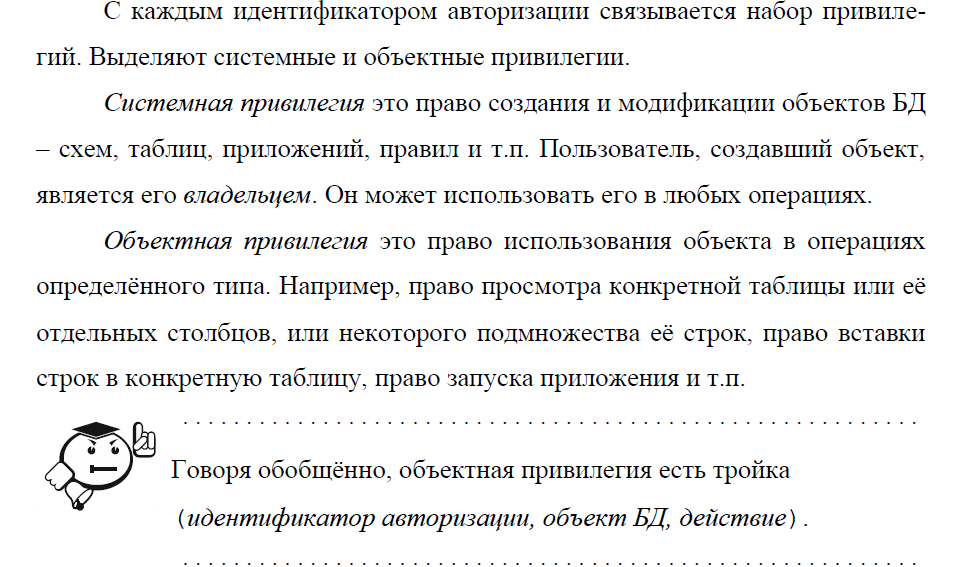 С каждым идентификатором авторизации связывается набор привиле-
гий. Выделяют системные и объектные привилегии.
Системная привилегия это право создания и модификации объектов БД
– схем, таблиц, приложений, правил и т.п. Пользователь, создавший объект,
является его владельцем. Он может использовать его в любых операциях.
Объектная привилегия это право использования объекта в операциях
определённого типа. Например, право просмотра конкретной таблицы или её
отдельных столбцов, или некоторого подмножества её строк, право вставки
строк в конкретную таблицу, право запуска приложения и т.п.
Говоря обобщённо, объектная привилегия есть тройка
(идентификатор авторизации, объект БД, действие).